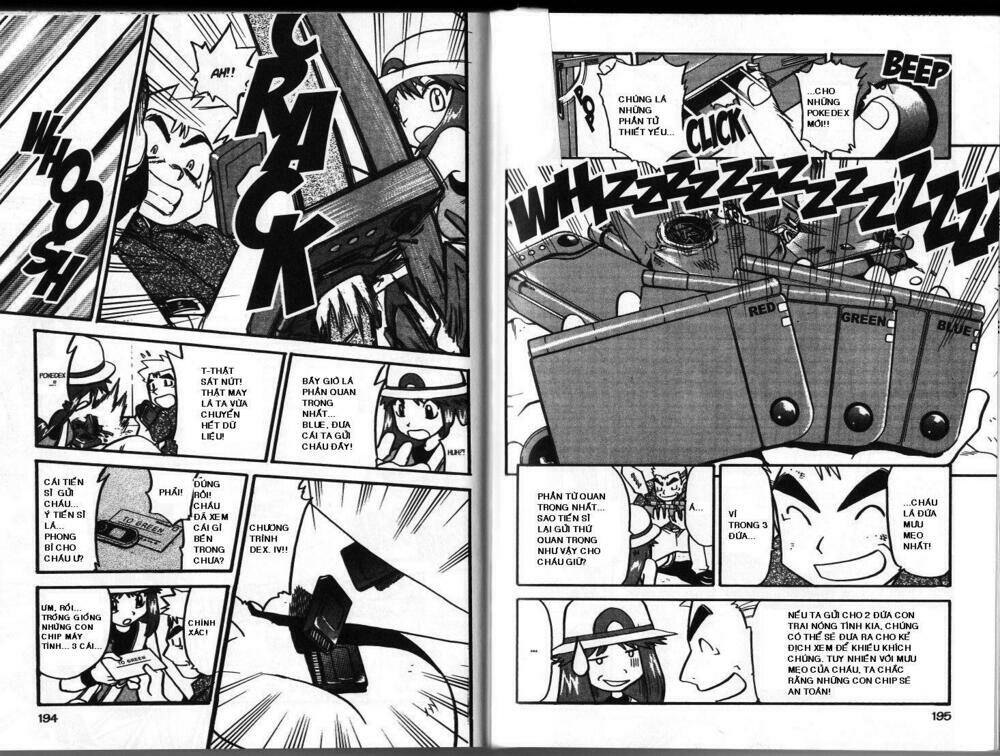 WHOOSH
AH!!
CRACK
POKEDEX
...!!
T-THẬT
SÁT NÚT!
THẬT MAY
LÀ TA VỪA
CHUYỂN
HẾT DỮ
LIỆU!
BÂY GIỜ LÀ
PHẦN QUAN
TRỌNG
NHẤT...
BLUE, ĐƯA
CÁI TA GỬI
CHÁU ĐÂY!
HUH?!
CÁI TIẾN
SĨ GỬI
CHÁU...
Ý TIẾN SĨ
LÀ...
PHONG
BÌ CHO
CHÁU Ư?
PHẢI!
TO GREEN
ĐÚNG
RỒI!
CHÁU
ĐÃ XEM
CÁI GÌ
BÊN
TRONG
CHƯA?
CHƯƠNG
TRÌNH
DEX. IV!!
ƯM, RỒI...
TRÔNG GIỐNG
NHỮNG CON
CHIP MÁY
TÍNH... 3 CÁI...
TO GREEN
CHÍNH
XÁC!
194
POP
CHÚNG LÀ
NHỮNG
PHẦN TỬ
THIẾT YẾU...
CLICK
...CHO
NHỮNG
POKEDEX
MỚI!!
BEEP
WHZZZZZZZZZZZZZ
RED
GREEN
BLUE
PHẦN TỬ QUAN
TRỌNG NHẤT...
SAO TIẾN SĨ
LẠI GỬI THỨ
QUAN TRỌNG
NHƯ VẬY CHO
CHÁU GIỮ?
À...
VÌ
TRONG 3
ĐỨA...
...CHÁU
LÀ ĐỨA
MƯU
MẸO
NHẤT!
...
NẾU TA GỬI CHO 2 ĐỨA CON
TRAI NÓNG TÍNH KIA, CHÚNG
CÓ THỂ SẼ ĐƯA RA CHO KẺ
ĐỊCH XEM ĐỂ KHIÊU KHÍCH
CHÚNG. TUY NHIÊN VỚI MƯU
MẸO CỦA CHÁU, TA CHẮC
RẰNG NHỮNG CON CHIP SẼ
AN TOÀN!
195